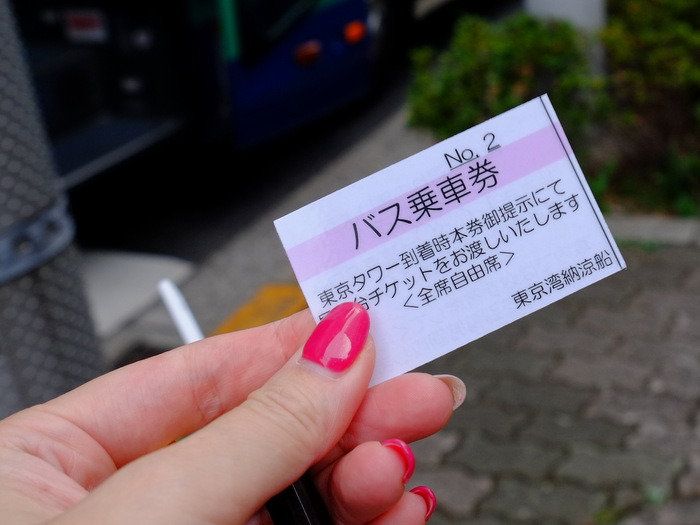 No. 2
バス乗車券
東京タワー到着時本券御提示にて
台チケットをお渡しいたします
<全席自由席>
東京湾納涼船